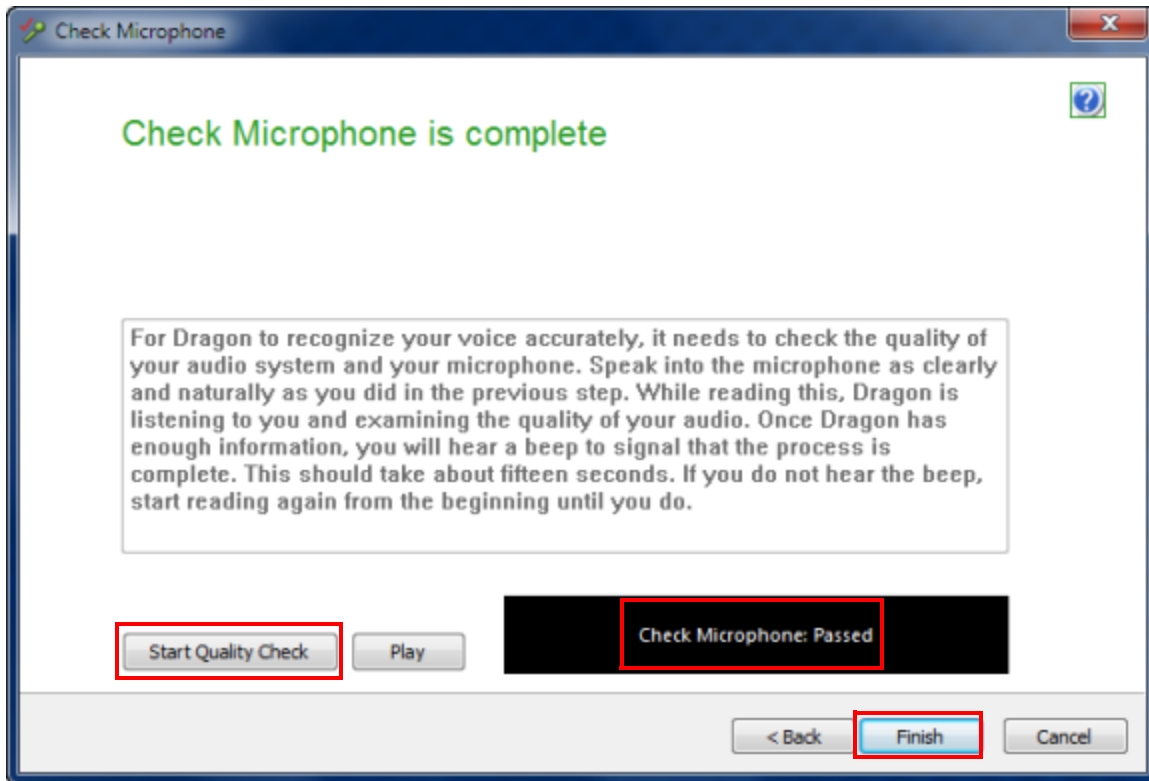 Check Microphone
Check Microphone is complete
For Dragon to recognize your voice accurately, it needs to check the quality of
your audio system and your microphone. Speak into the microphone as clearly
and naturally as you did in the previous step. While reading this, Dragon is
listening to you and examining the quality of your audio. Once Dragon has
enough information, you will hear a beep to signal that the process is
complete. This should take about fifteen seconds. If you do not hear the beep,
start reading again from the beginning until you do.
Start Quality Check
Play
Check Microphone: Passed
< Back
Finish
Cancel